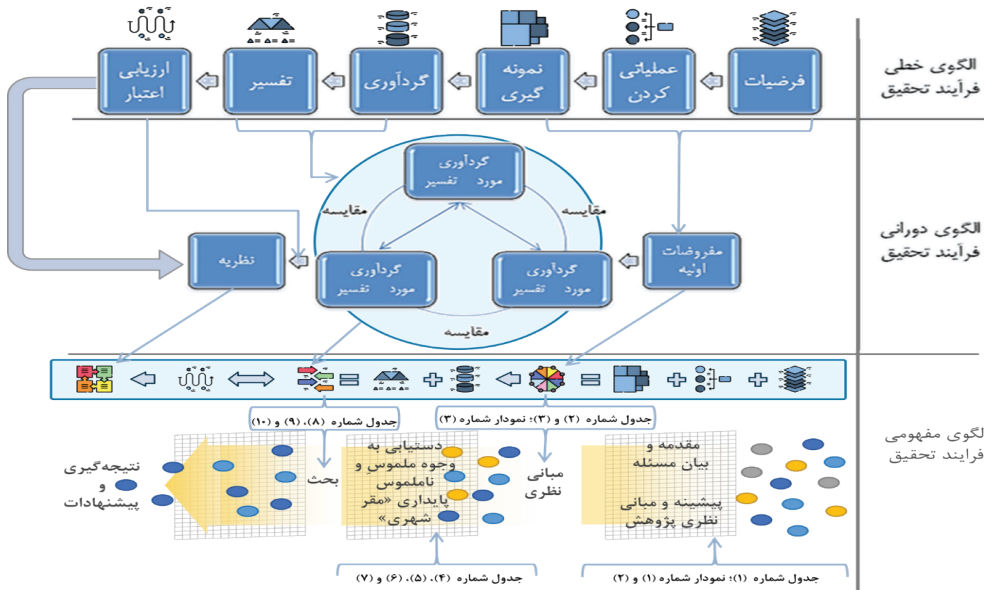 الگوی خطی
فرآیند تحقیق
فرضیات
عملیاتی
کردن
نمونه
گیری
گردآوری
تفسیر
ارزیابی
اعتبار
الگوی دورانی
فرآیند تحقیق
مفروضات
اولیه
گردآوری
مورد تفسیر
مقایسه
مقایسه
گردآوری
مورد تفسیر
گردآوری
مورد تفسیر
مقایسه
نظریه
لگوی مفهومی
فرایند تحقیق
جدول شماره (۲) و (۳)؛ نمودار شماره (۳)
جدول شماره (۸)، (۹) و (۱۰)
مقدمه و
بیان مسئله
پیشینه و مبانی
نظری پژوهش
مبانی
نظری
دستیابی به
وجوه ملموس و
ناملموس
پایداری «مقر
شهری»
بحث
نتیجه‌گیری
و
پیشنهادات
جدول شماره (۱)؛ نمودار شماره (۱) و (۲)
جدول شماره (۴)، (۵)، (۶) و (۷)